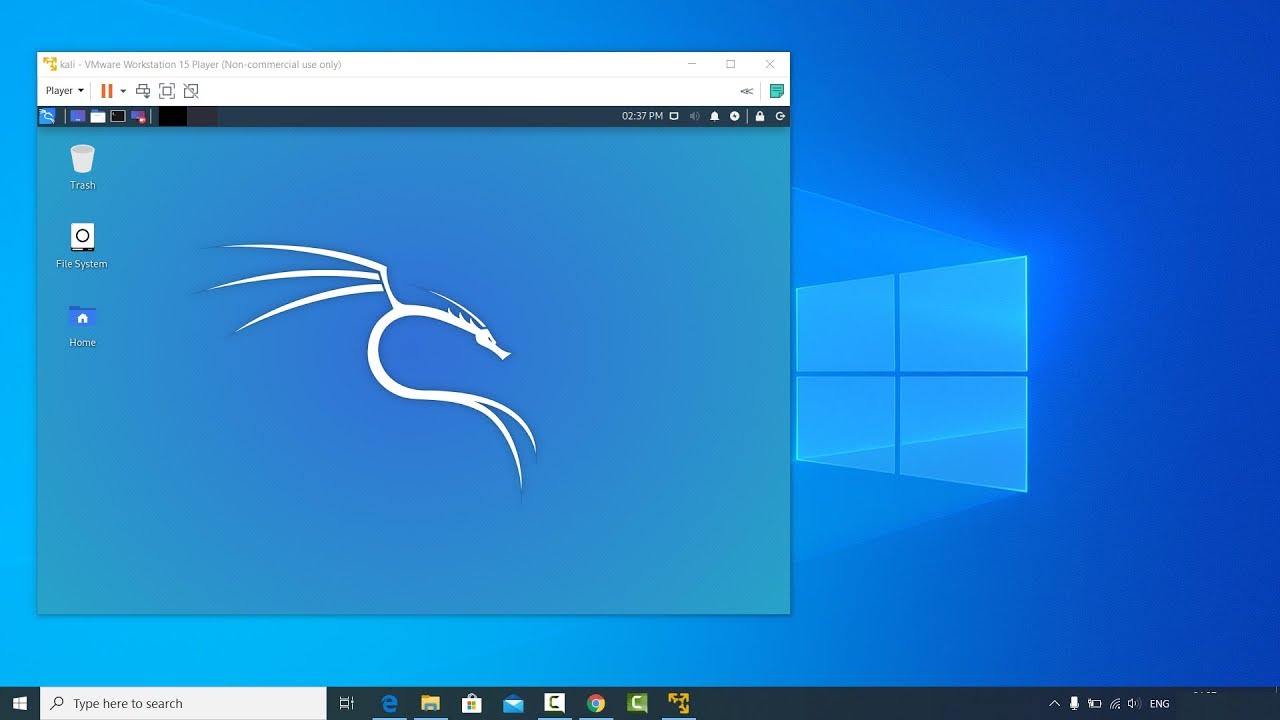 kali - VMware Workstation 15 Player (Non-commercial use only)
Player
02:37 PM
Trash
File System
Home
Type here to search
ENG